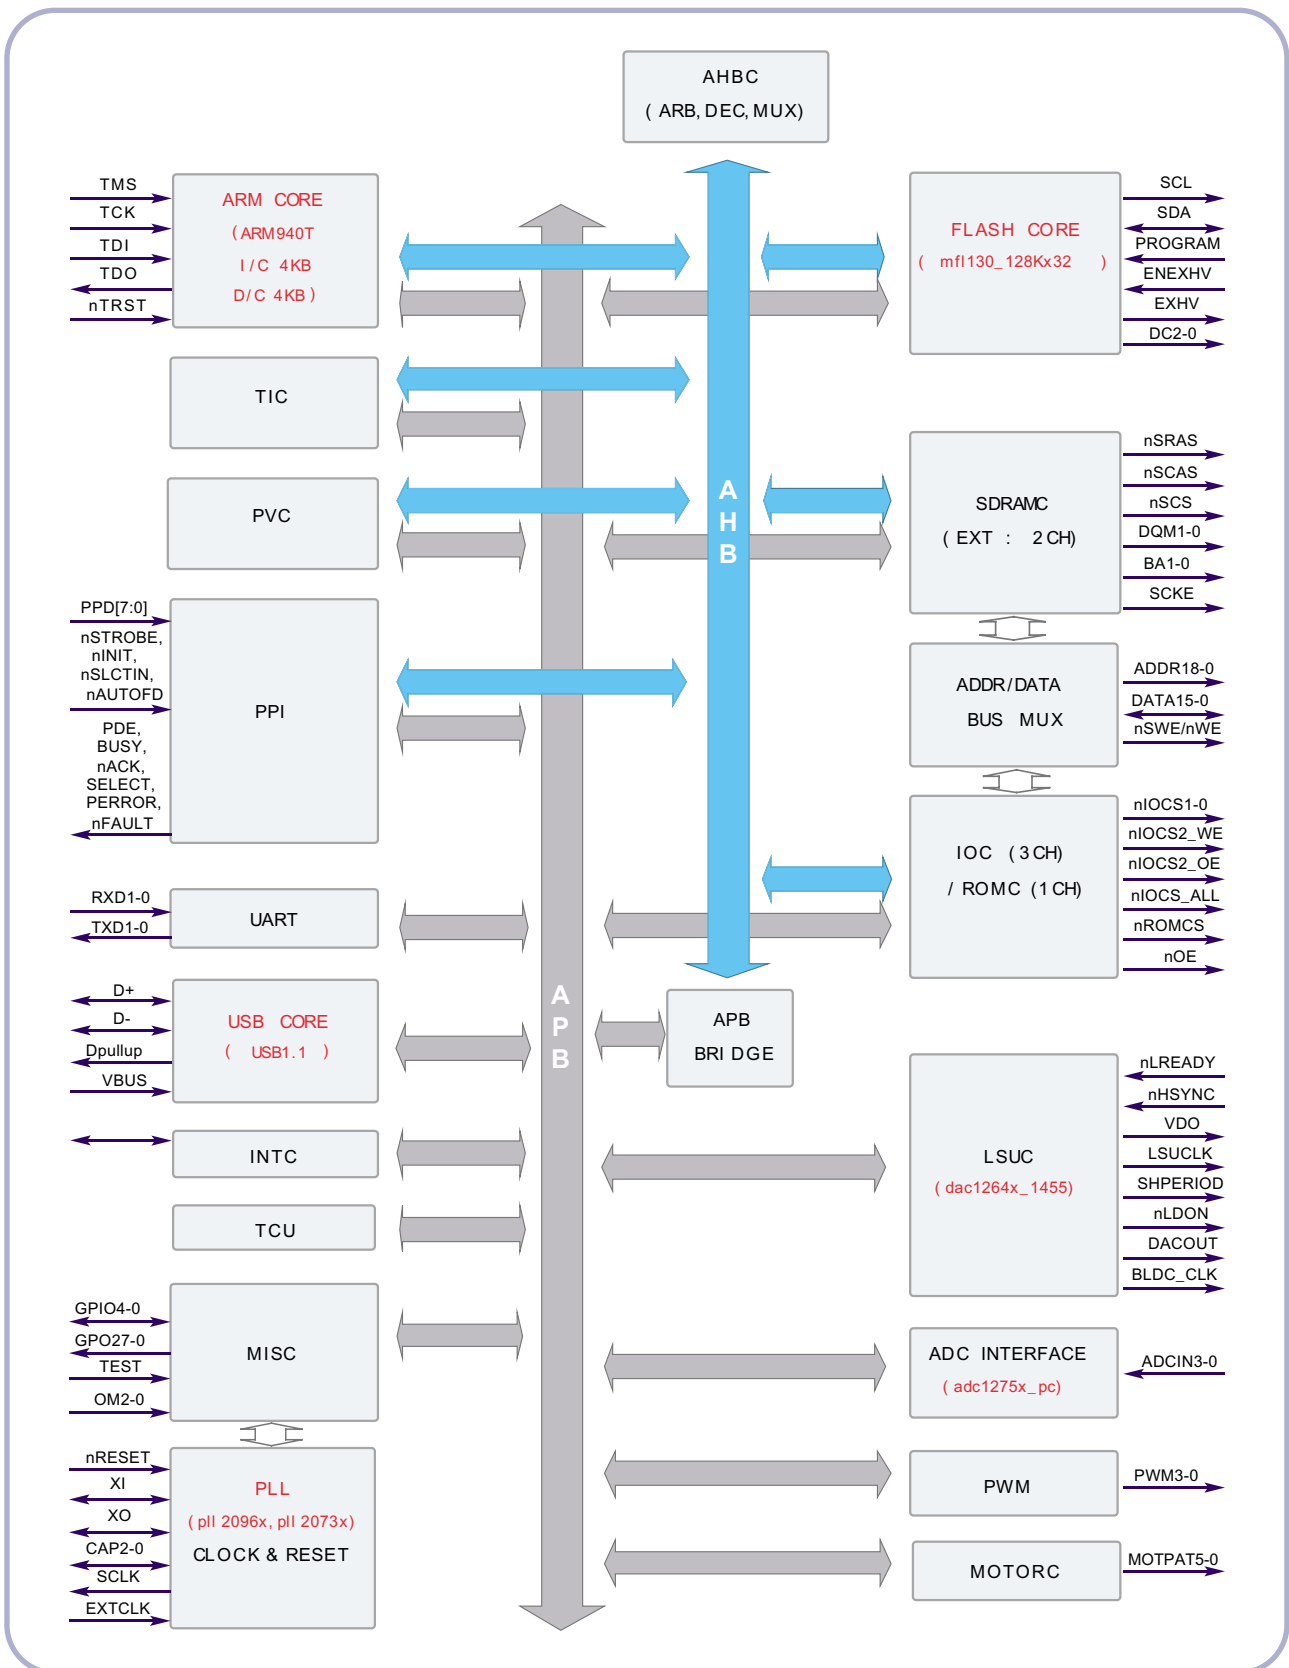 AHBC
( ARB, DEC, MUX)
TMS
TCK
TDI
TDO
nTRST
ARM CORE
( ARM940T
I/C 4KB
D/C 4KB )
FLASH CORE
( mfl130_128Kx32 )
SCL
SDA
PROGRAM
ENEXHV
EXHV
DC2-0
TIC
PVC
AHB
SDRAMC
( EXT : 2 CH)
nSRAS
nSCAS
nSCS
DQM1-0
BA1-0
SCKE
PPD[7:0]
nSTROBE,
nINIT,
nSLCTIN,
nAUTOFD
PDE,
BUSY,
nACK,
SELECT,
PERROR,
nFAULT
PPI
ADDR/DATA
BUS MUX
ADDR18-0
DATA15-0
nSWE/nWE
IOC (3CH)
/ ROMC (1CH)
nIOCS1-0
nIOCS2_WE
nIOCS2_OE
nIOCS_ALL
nROMCS
nOE
RXD1-0
TXD1-0
UART
D+
D-
Dpullup
VBUS
USB CORE
( USB1.1 )
APB
APB
BRIDGE
INTC
TCU
LSUC
( dac1264x_1455)
nLREADY
nHSYNC
VDO
LSUCLK
SHPERIOD
nLDON
DACOUT
BLDC_CLK
GPIO4-0
GPO27-0
TEST
OM2-0
MISC
ADC INTERFACE
( adc1275x_pc)
ADCIN3-0
nRESET
XI
XO
CAP2-0
SCLK
EXTCLK
PLL
( pll 2096x, pll 2073x)
CLOCK & RESET
PWM
PWM3-0
MOTORC
MOTPAT5-0